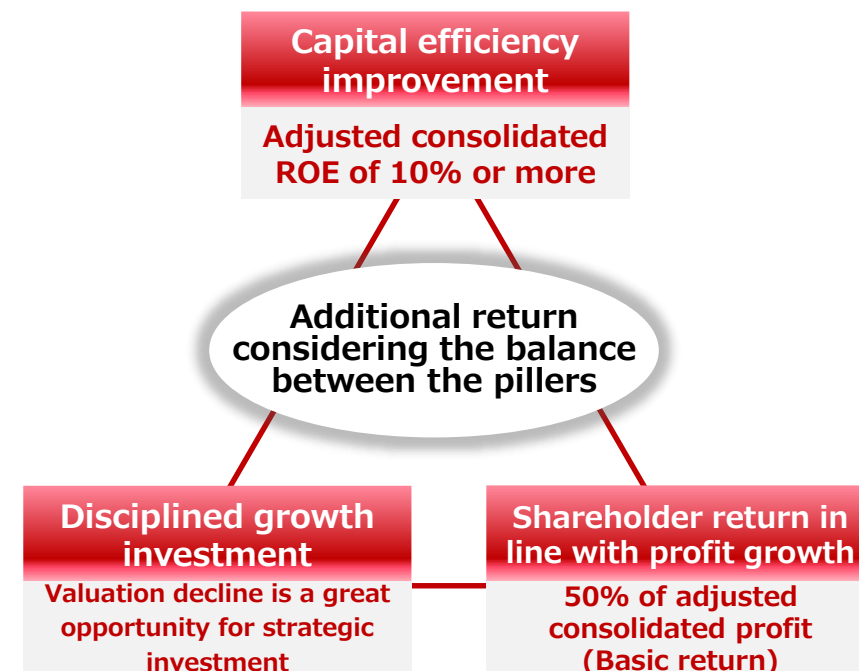 Capital efficiency
improvement
Adjusted consolidated
ROE of 10% or more
Additional return
considering the balance
between the pillers
Disciplined growth
investment
Valuation decline is a great
opportunity for strategic
investment
Shareholder return in
line with profit growth
50% of adjusted
consolidated profit
(Basic return)